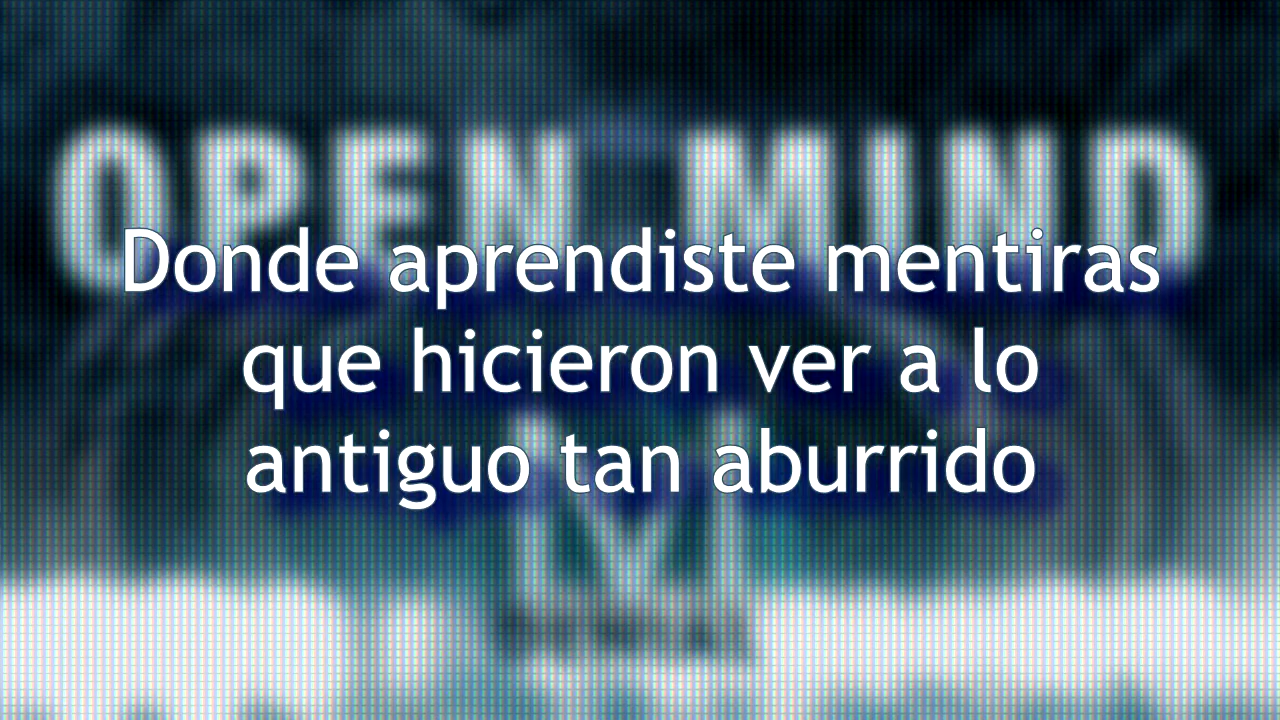 OPEN MIND
Donde aprendiste mentiras
que hicieron ver a lo
antiguo tan aburrido